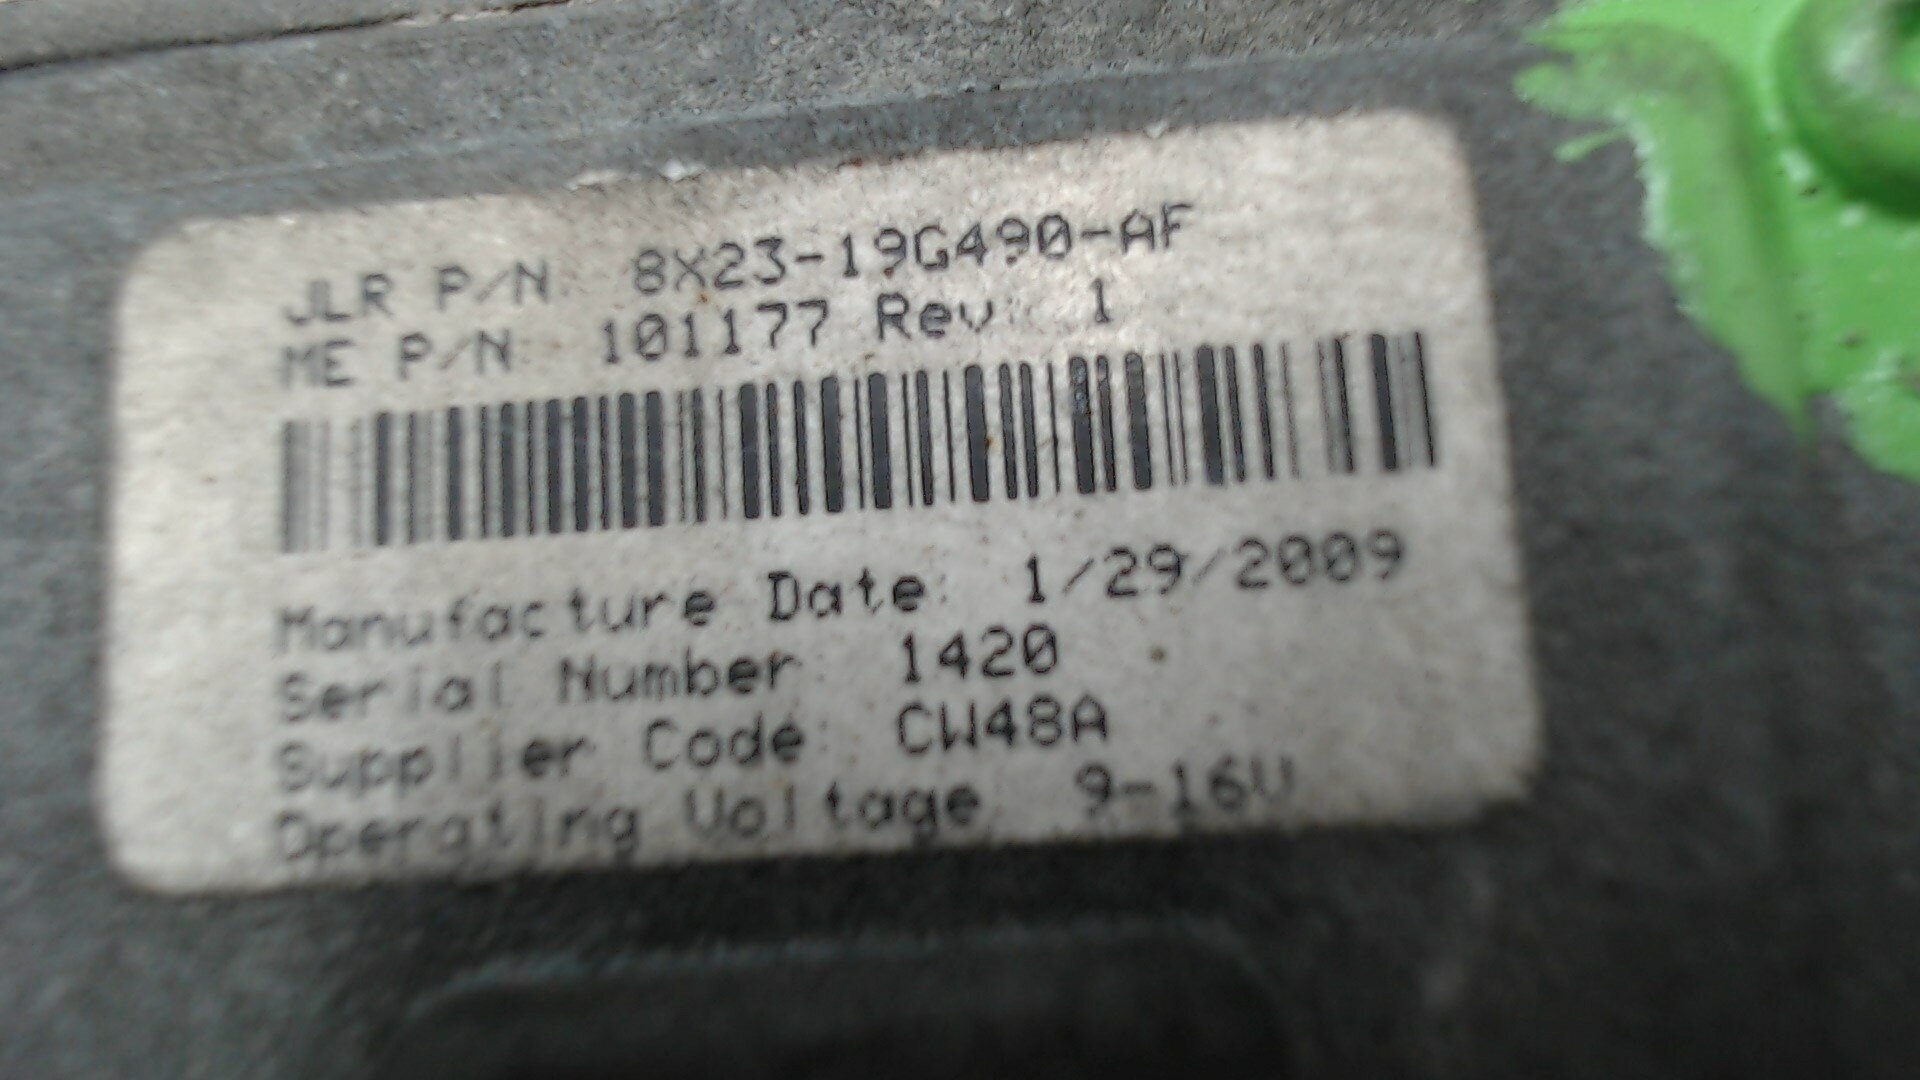 JLR P/N: 8X23-19G490-AF
ME P/N: 101177 Rev: 1
Manufacture Date: 1/29/2009
Serial Number: 1420
Supplier Code: CW48A
Operating Voltage: 9-16V